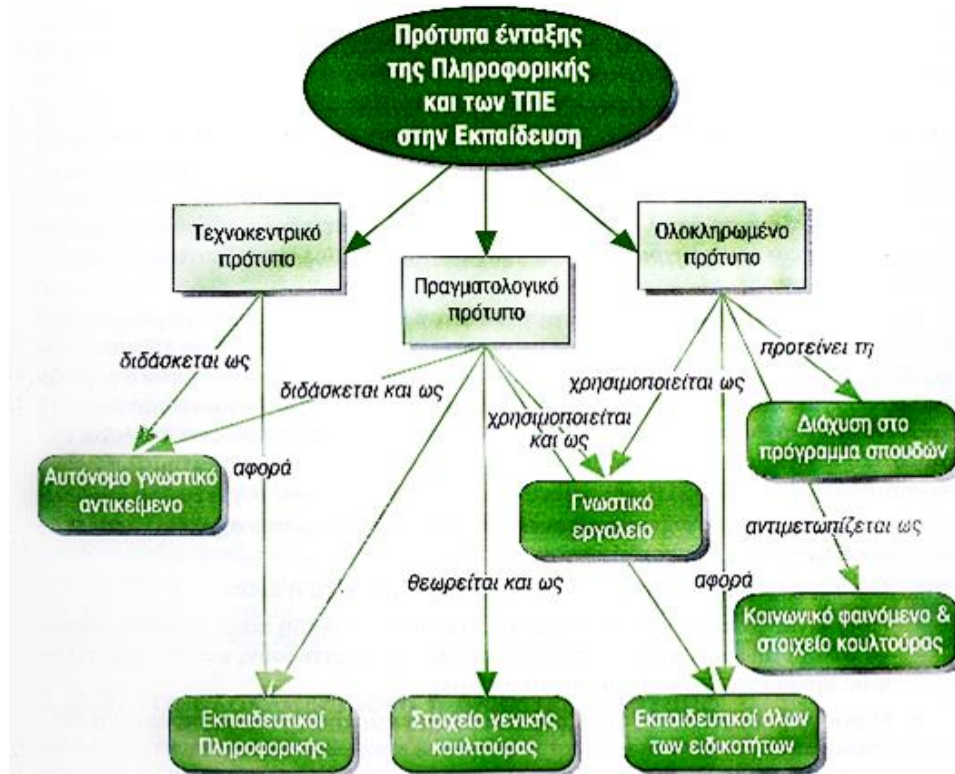 Πρότυπα ένταξης
της Πληροφορικής
και των ΤΠΕ
στην Εκπαίδευση
Τεχνοκεντρικό
πρότυπο
Πραγματολογικό
πρότυπο
Ολοκληρωμένο
πρότυπο
διδάσκεται ως
διδάσκεται και ως
χρησιμοποιείται
και ως
χρησιμοποιείται ως
προτείνει τη
Αυτόνομο γνωστικό
αντικείμενο
αφορά
Γνωστικό
εργαλείο
Διάχυση στο
πρόγραμμα σπουδών
αντιμετωπίζεται ως
θεωρείται και ως
αφορά
Κοινωνικό φαινόμενο &
στοιχείο κουλτούρας
Εκπαιδευτικοί
Πληροφορικής
Στοιχείο γενικής
κουλτούρας
Εκπαιδευτικοί όλων
των ειδικοτήτων